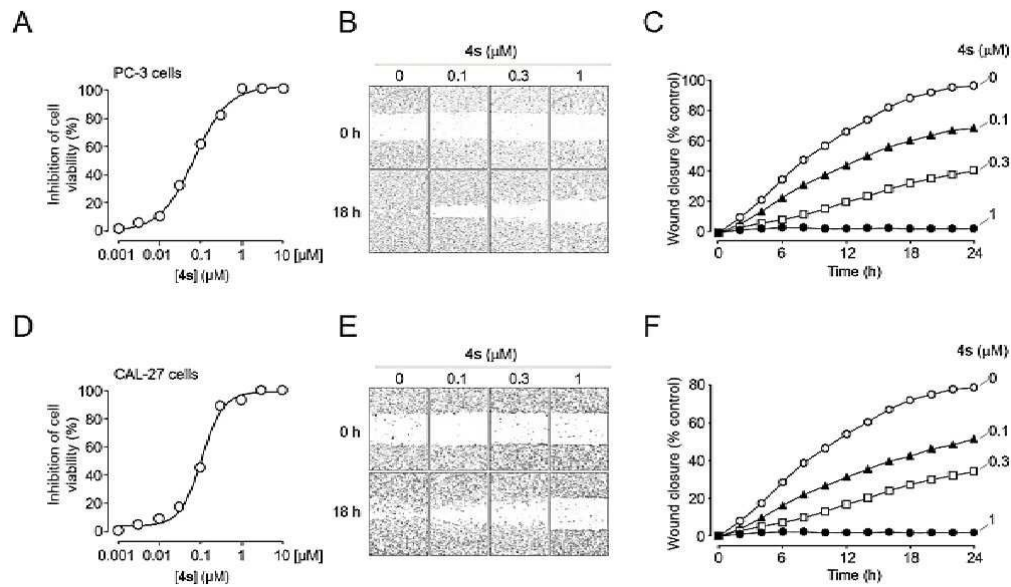 A
PC-3 cells
Inhibition of cell
viability (%)
100
80
60
40
20
0
0.001 0.01 0.1 1 10 [µM]
[4s] (µM)
B
4s (µM)
0 0.1 0.3 1
0 h
18 h
C
4s (µM)
Wound closure (% control)
100
80
60
40
20
0
0
0.1
0.3
1
0 6 12 18 24
Time (h)
D
CAL-27 cells
Inhibition of cell
viability (%)
100
80
60
40
20
0
0.001 0.01 0.1 1 10 [µM]
[4s] (µM)
E
4s (µM)
0 0.1 0.3 1
0 h
18 h
F
4s (µM)
Wound closure (% control)
80
60
40
20
0
0
0.1
0.3
1
0 6 12 18 24
Time (h)